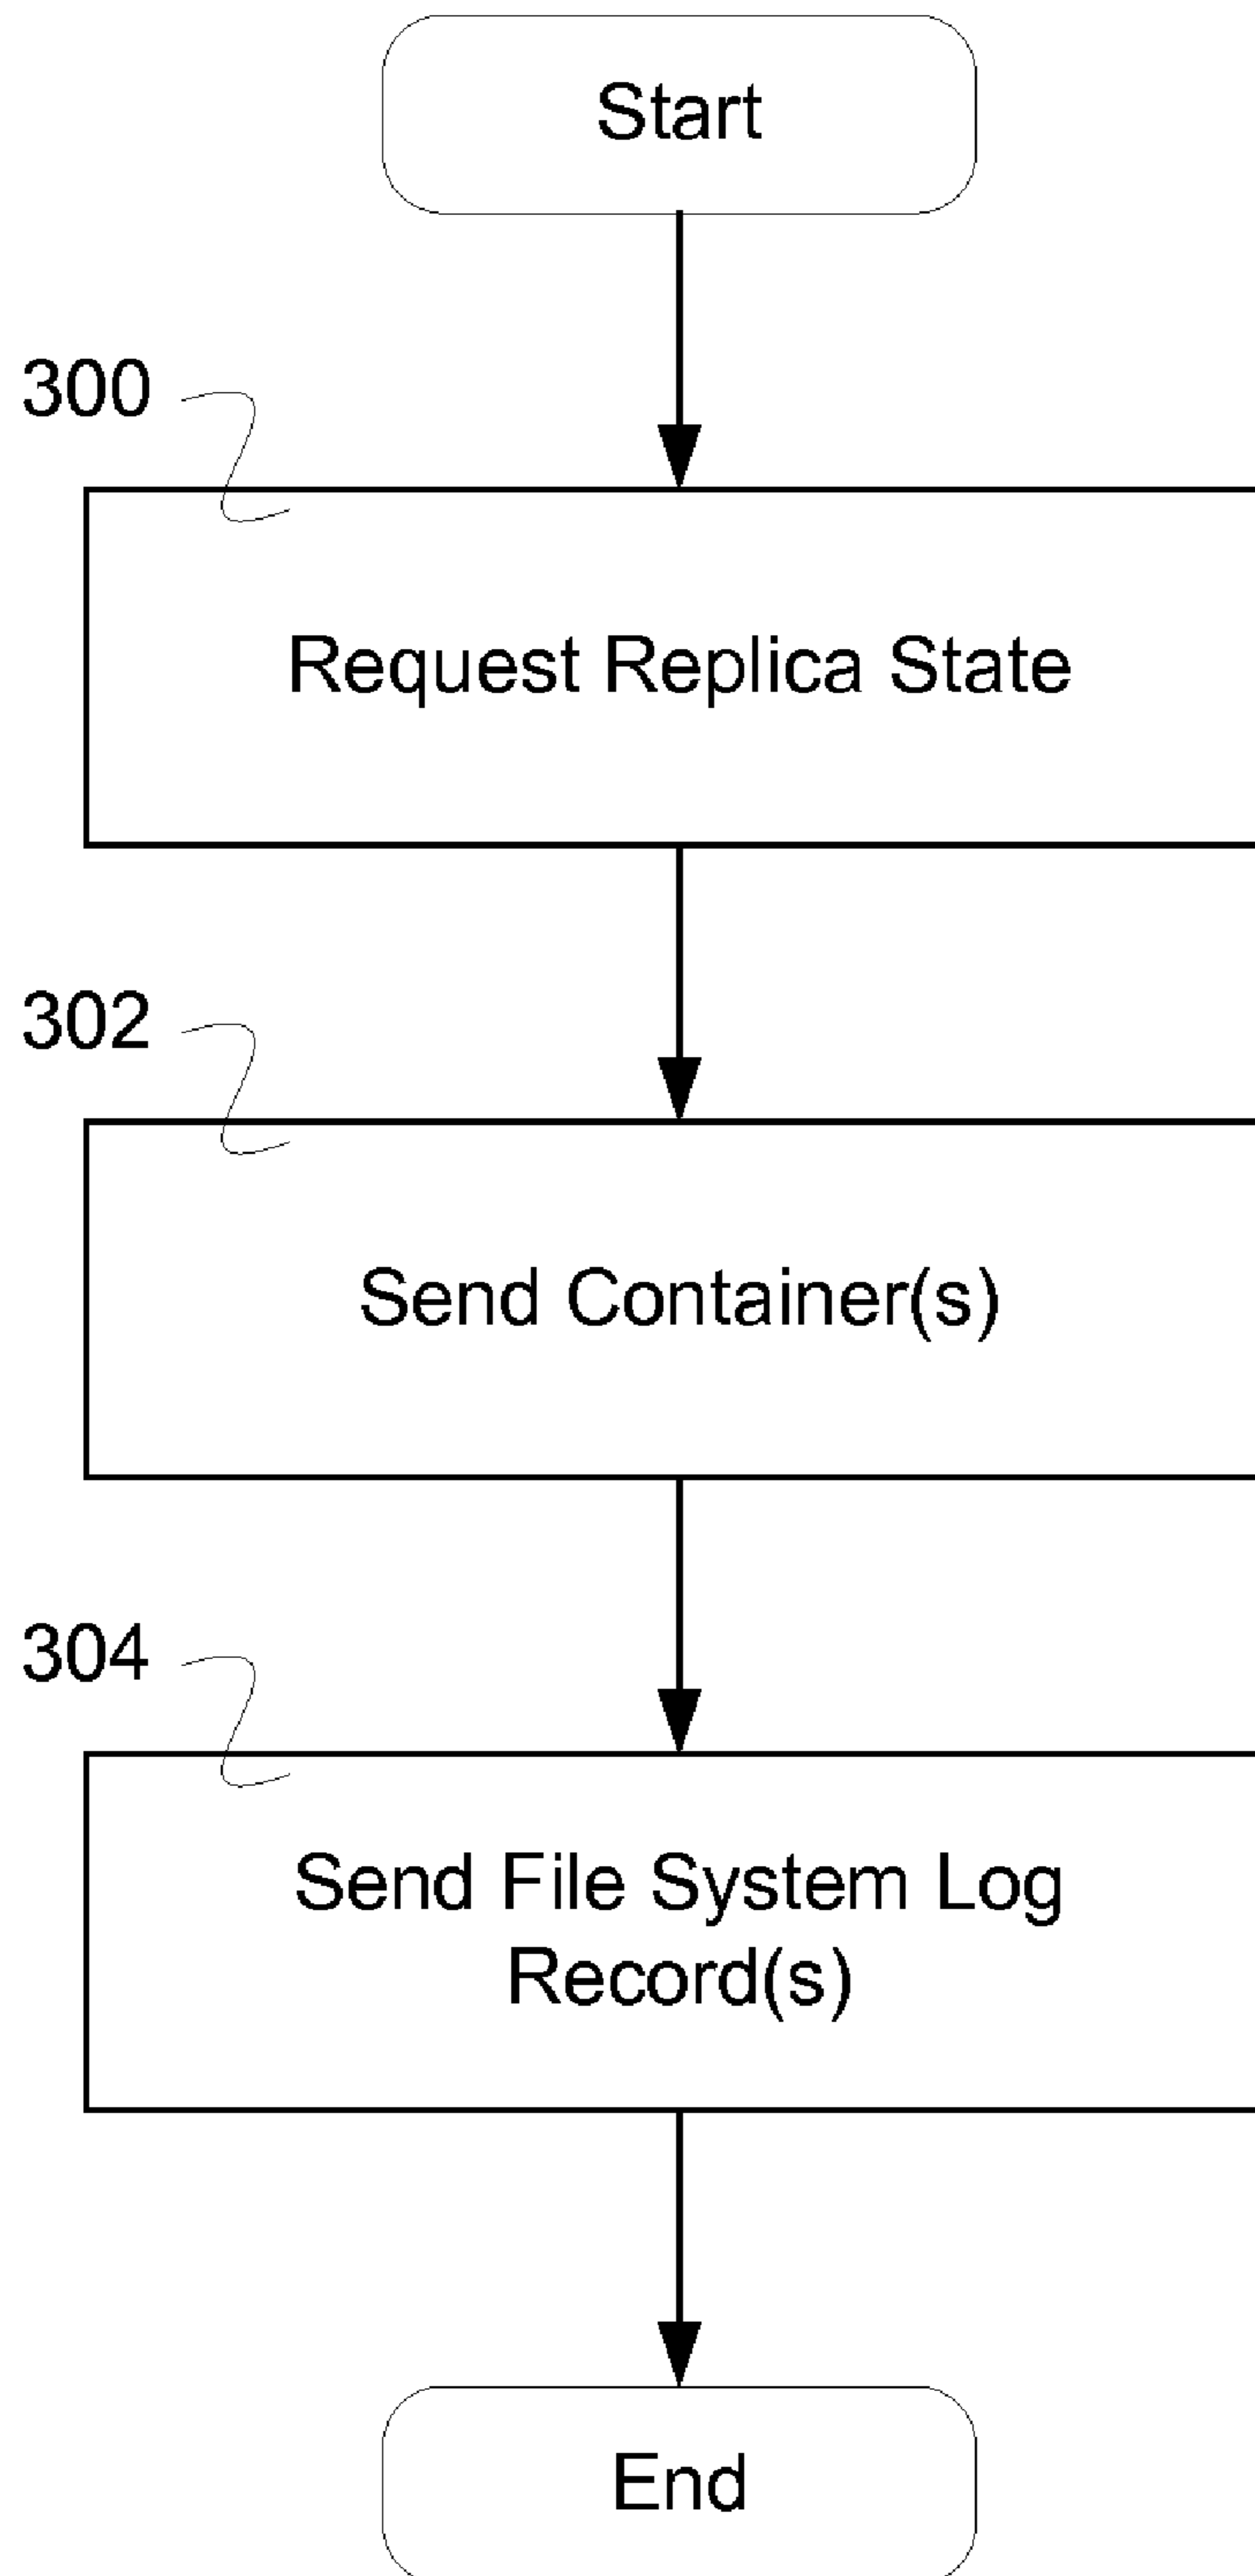 Start
300
Request Replica State
302
Send Container(s)
304
Send File System Log
Record(s)
End